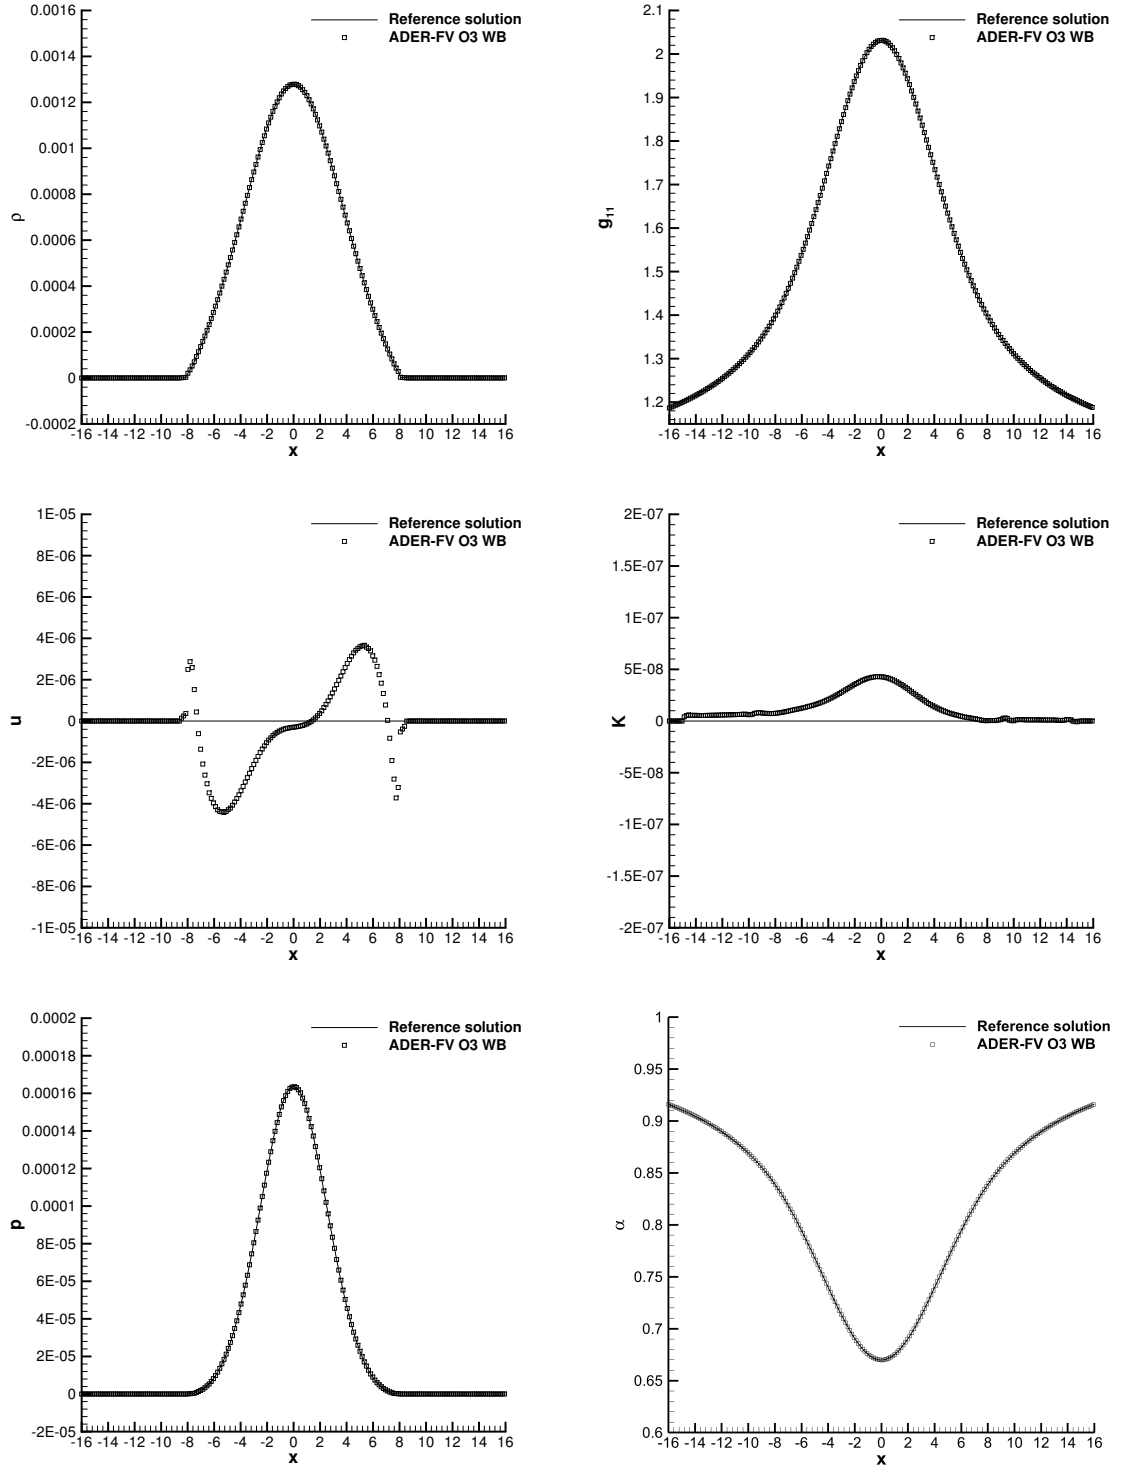 0.0016
0.0014
0.0012
0.001
0.0008
0.0006
0.0004
0.0002
0
-0.0002
ρ
-16 -14 -12 -10 -8 -6 -4 -2 0 2 4 6 8 10 12 14 16
x
Reference solution
ADER-FV O3 WB
2.1
2
1.9
1.8
1.7
1.6
1.5
1.4
1.3
1.2
g11
-16 -14 -12 -10 -8 -6 -4 -2 0 2 4 6 8 10 12 14 16
x
Reference solution
ADER-FV O3 WB
1E-05
8E-06
6E-06
4E-06
2E-06
0
-2E-06
-4E-06
-6E-06
-8E-06
-1E-05
u
-16 -14 -12 -10 -8 -6 -4 -2 0 2 4 6 8 10 12 14 16
x
Reference solution
ADER-FV O3 WB
2E-07
1.5E-07
1E-07
5E-08
0
-5E-08
-1E-07
-1.5E-07
-2E-07
K
-16 -14 -12 -10 -8 -6 -4 -2 0 2 4 6 8 10 12 14 16
x
Reference solution
ADER-FV O3 WB
0.0002
0.00018
0.00016
0.00014
0.00012
0.0001
8E-05
6E-05
4E-05
2E-05
0
-2E-05
p
-16 -14 -12 -10 -8 -6 -4 -2 0 2 4 6 8 10 12 14 16
x
Reference solution
ADER-FV O3 WB
1
0.95
0.9
0.85
0.8
0.75
0.7
0.65
0.6
α
-16 -14 -12 -10 -8 -6 -4 -2 0 2 4 6 8 10 12 14 16
x
Reference solution
ADER-FV O3 WB